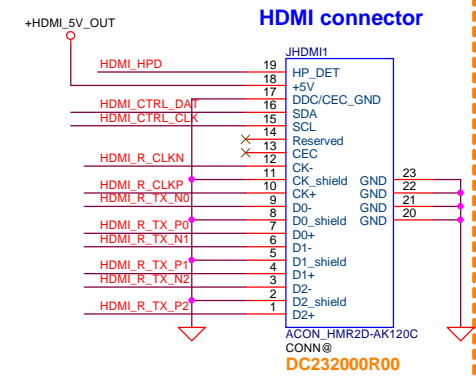 HDMI connector
+HDMI_5V_OUT
JHDMI1
HDMI_HPD 19 HP_DET
18 +5V
17 DDC/CEC_GND
HDMI_CTRL_DAT 16 SDA
HDMI_CTRL_CLK 15 SCL
14 Reserved
13 CEC
HDMI_R_CLKN 12 CK-
11 CK_shield GND 23
HDMI_R_CLKP 10 CK+ GND 22
HDMI_R_TX_N0 9 D0- GND 21
8 D0_shield GND 20
HDMI_R_TX_P0 7 D0+
HDMI_R_TX_N1 6 D1-
5 D1_shield
HDMI_R_TX_P1 4 D1+
HDMI_R_TX_N2 3 D2-
2 D2_shield
HDMI_R_TX_P2 1 D2+
ACON_HMR2D-AK120C
CONN@
DC232000R00